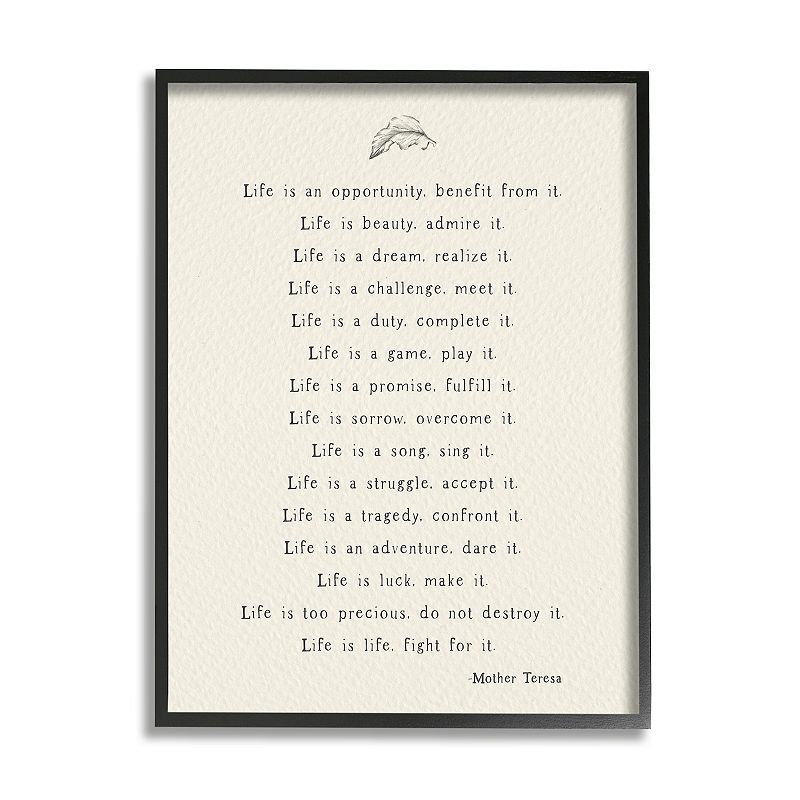 Life is an opportunity, benefit from it.
Life is beauty, admire it.
Life is a dream, realize it.
Life is a challenge, meet it.
Life is a duty, complete it.
Life is a game, play it.
Life is a promise, fulfill it.
Life is sorrow, overcome it.
Life is a song, sing it.
Life is a struggle, accept it.
Life is a tragedy, confront it.
Life is an adventure, dare it.
Life is luck, make it.
Life is too precious, do not destroy it.
Life is life, fight for it.
-Mother Teresa